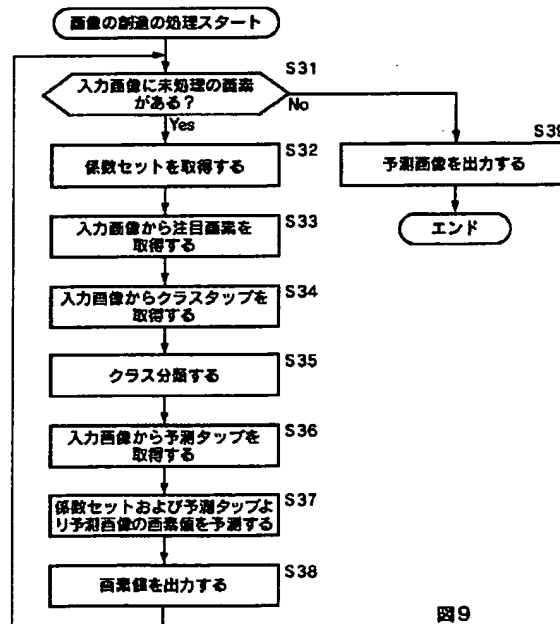 画像の創造の処理スタート
S31
入力画像に未処理の画素
がある？
No
Yes
S32
係数セットを取得する
S39
予測画像を出力する
エンド
S33
入力画像から注目画素を
取得する
S34
入力画像からクラスタップを
取得する
S35
クラス分類する
S36
入力画像から予測タップを
取得する
S37
係数セットおよび予測タップよ
り予測画像の画素値を予測する
S38
画素値を出力する
図9